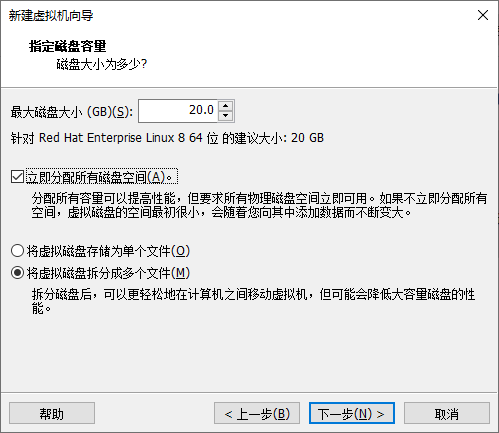 新建虚拟机向导
指定磁盘容量
磁盘大小为多少?
最大磁盘大小 (GB)(S): 20.0
针对 Red Hat Enterprise Linux 8 64 位 的建议大小: 20 GB
立即分配所有磁盘空间(A)。
分配所有容量可以提高性能，但要求所有物理磁盘空间立即可用。如果不立即分配所有
空间，虚拟磁盘的空间最初很小，会随着您向其中添加数据而不断变大。
将虚拟磁盘存储为单个文件(O)
将虚拟磁盘拆分成多个文件(M)
拆分磁盘后，可以更轻松地在计算机之间移动虚拟机，但可能会降低大容量磁盘的性
能。
帮助 < 上一步(B) 下一步(N) > 取消